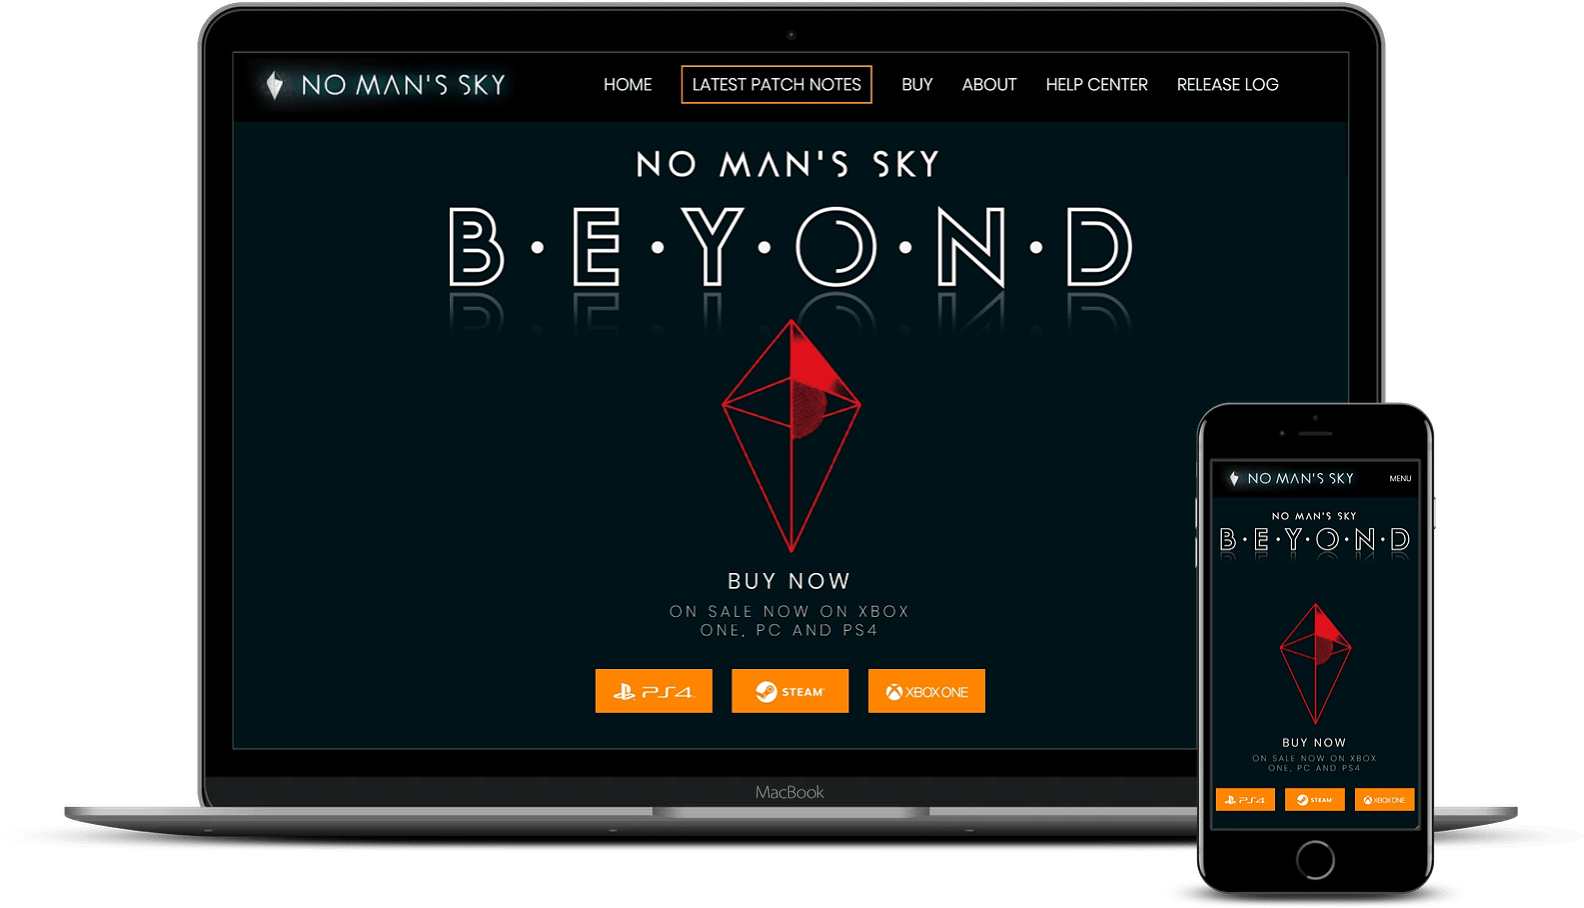 NO MAN'S SKY
HOME LATEST PATCH NOTES BUY ABOUT HELP CENTER RELEASE LOG
NO MAN'S SKY
B·E·Y·O·N·D
BUY NOW
ON SALE NOW ON XBOX
ONE, PC AND PS4
PS4 STEAM XBOX ONE
MacBook
NO MAN'S SKY MENU
NO MAN'S SKY
B·E·Y·O·N·D
BUY NOW
ON SALE NOW ON XBOX
ONE, PC AND PS4
PS4 STEAM XBOX ONE